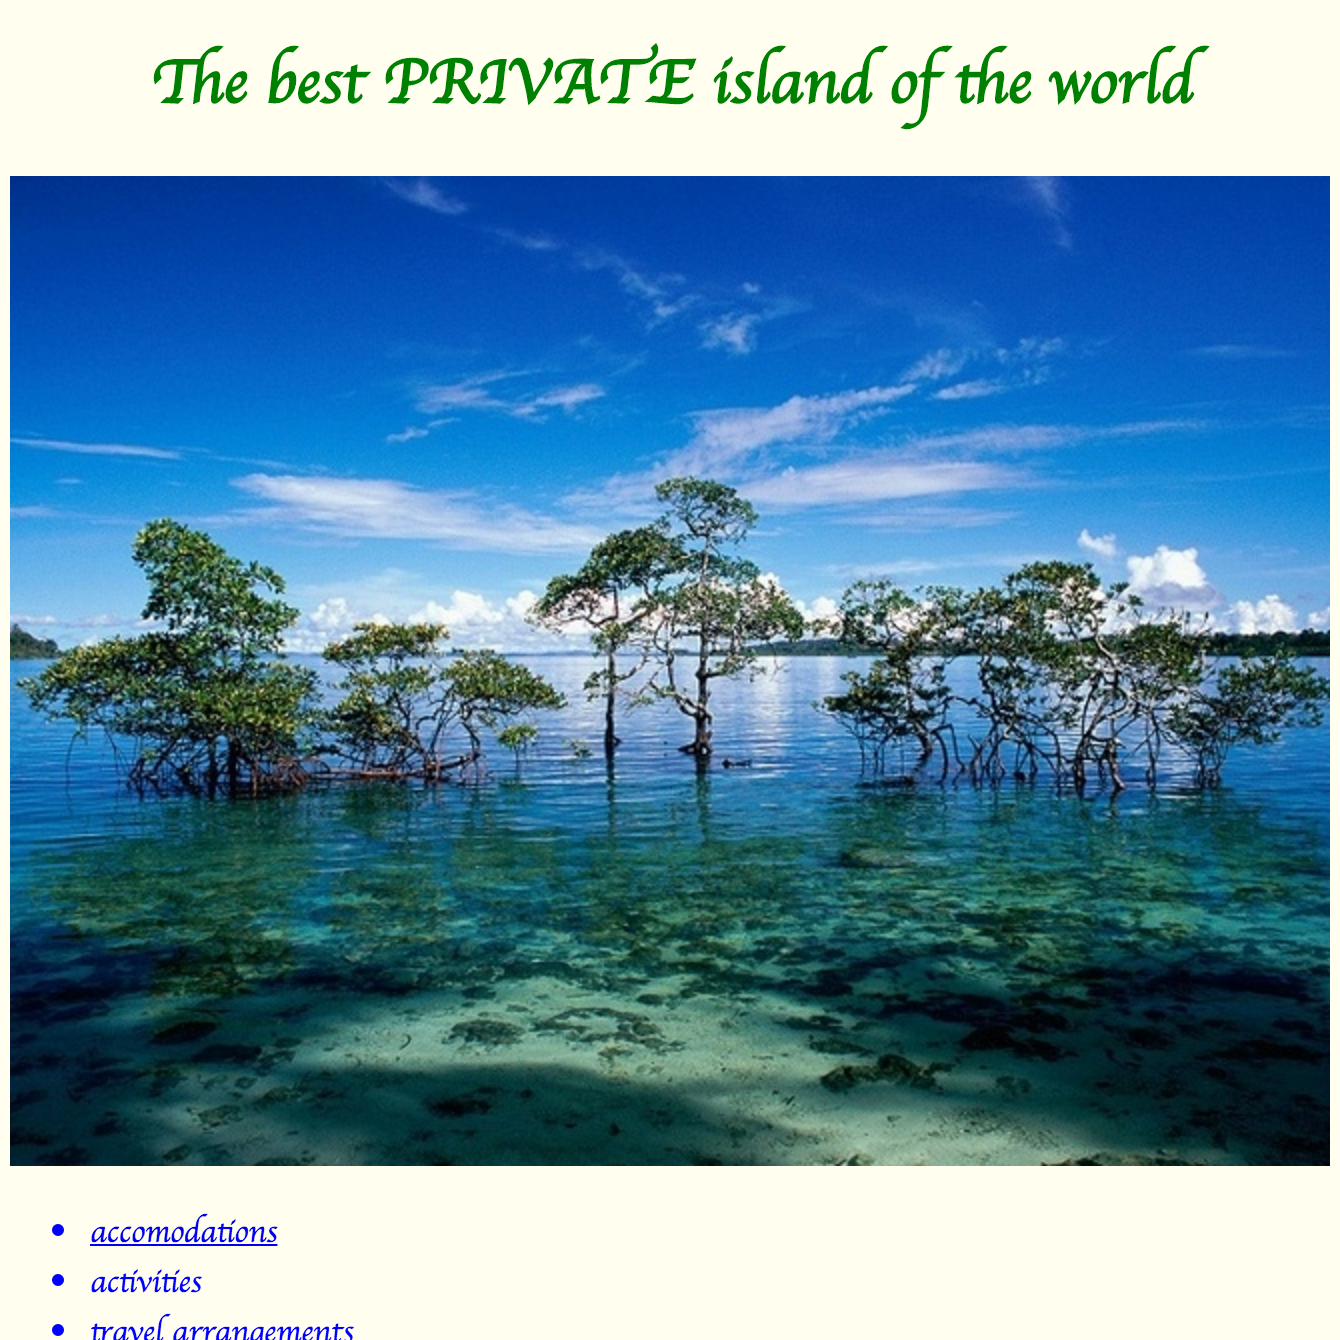 The best PRIVATE island of the world
accomodations
activities
travel arrangements